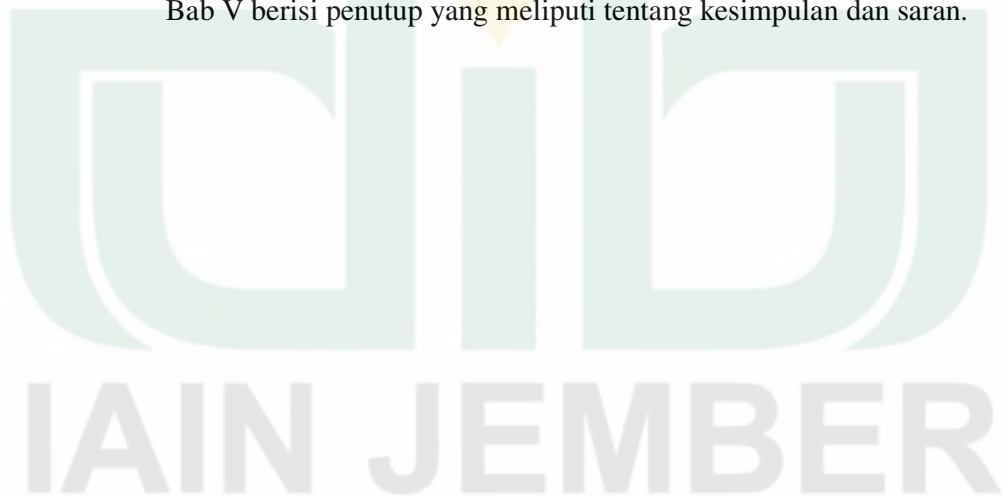 Bab V berisi penutup yang meliputi tentang kesimpulan dan saran.
IAIN JEMBER